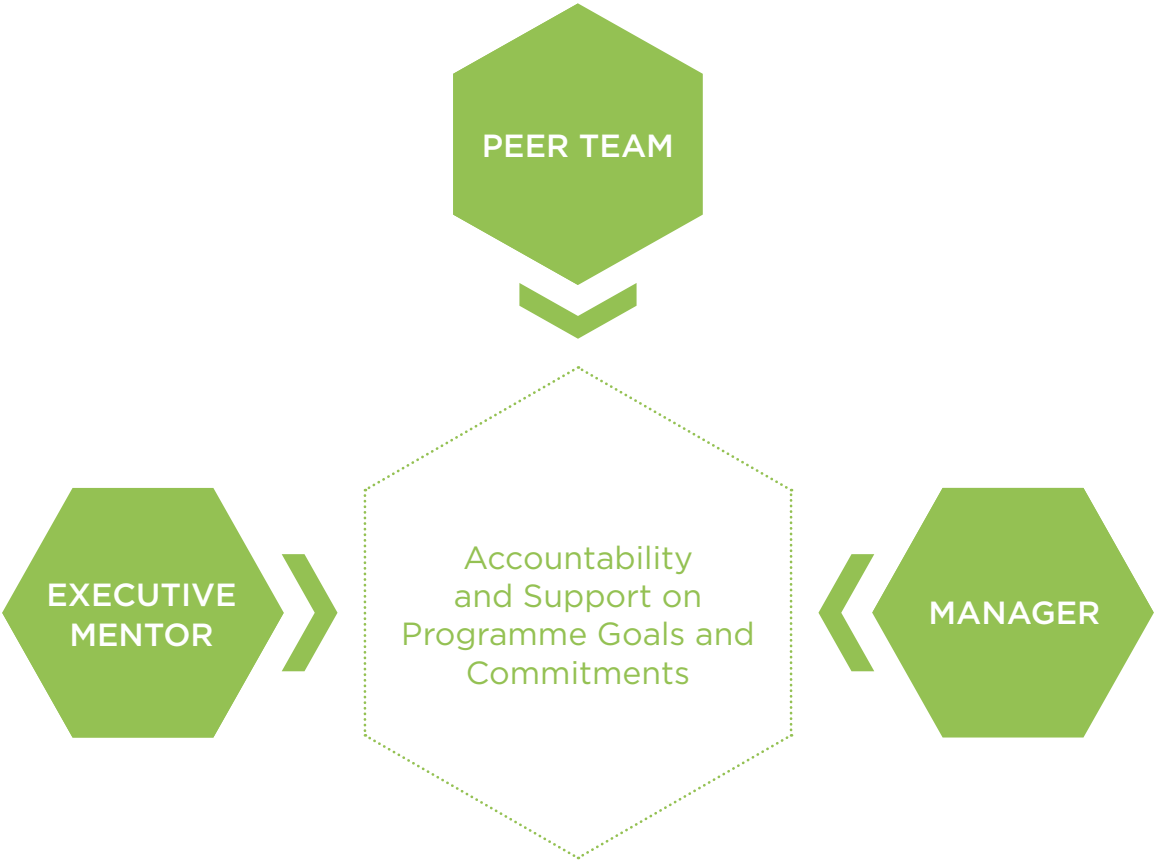 PEER TEAM
EXECUTIVE
MENTOR
Accountability
and Support on
Programme Goals and
Commitments
MANAGER